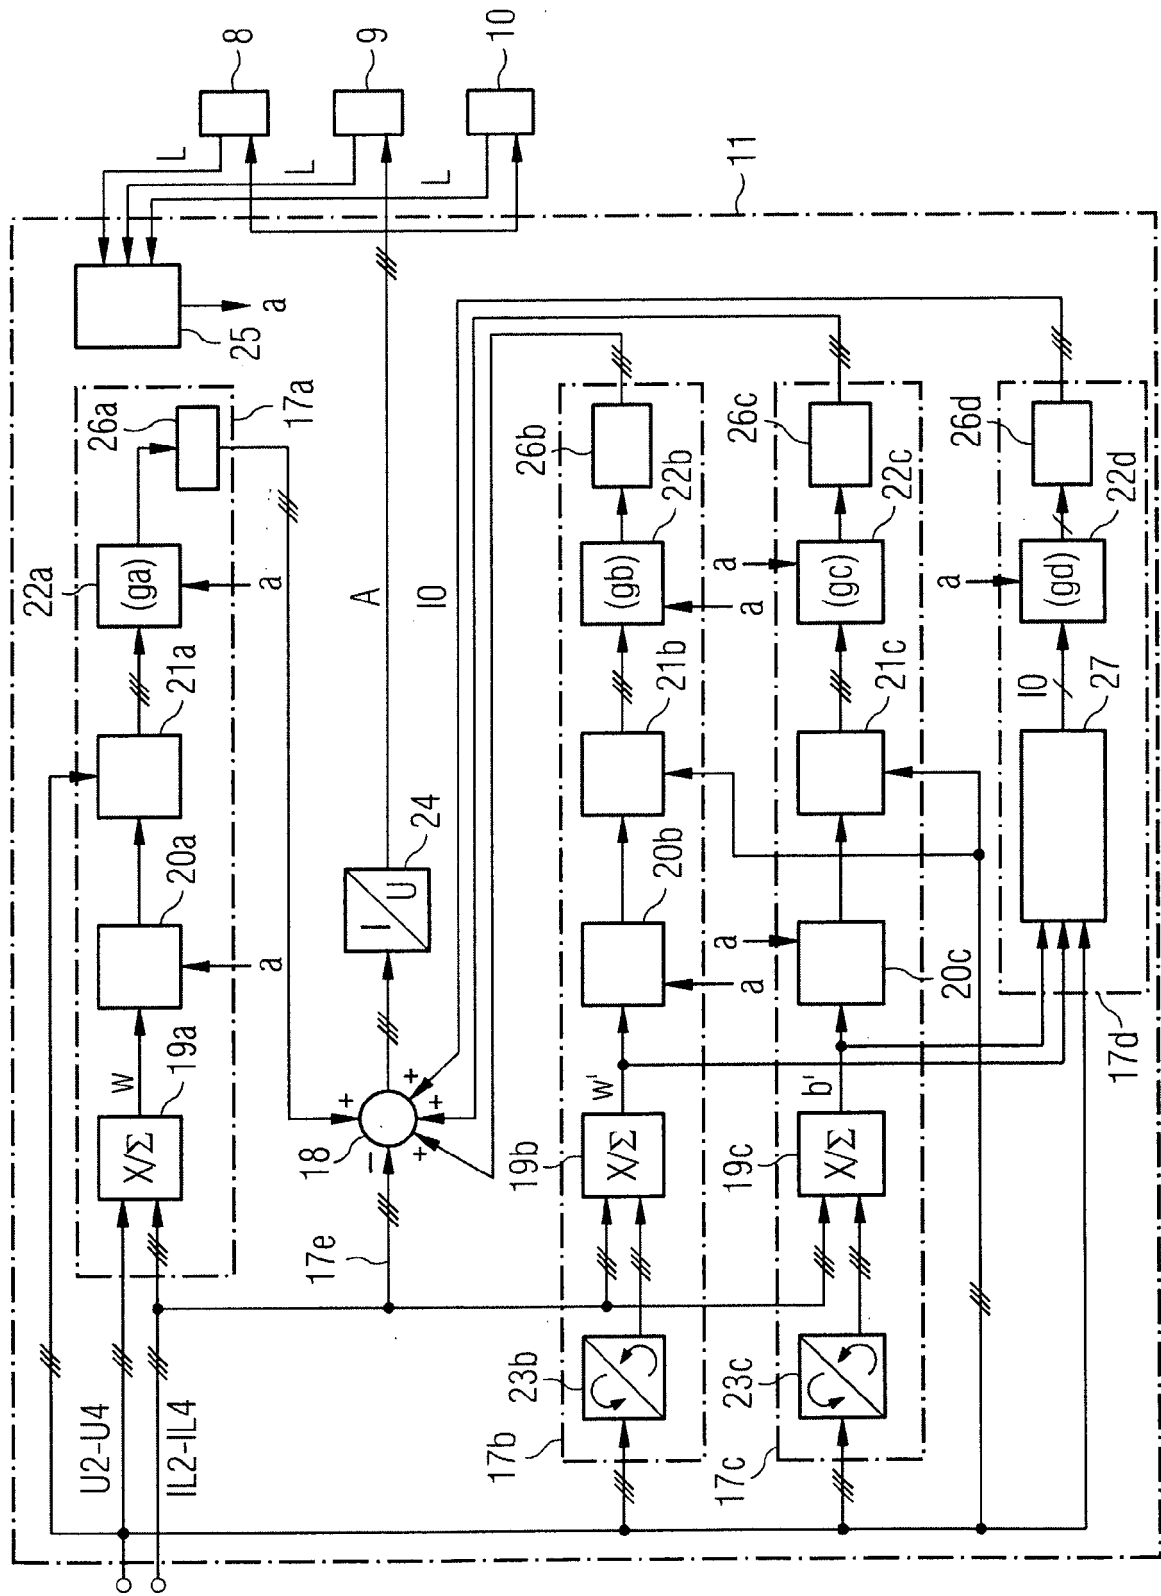 8
9
10
L
L
L
11
25
a
17a
26a
22a
(ga)
a
21a
20a
a
19a
w
X/Σ
A
I0
24
I
U
18
+
+
+
+
−
17e
U2-U4
IL2-IL4
17b
26b
22b
(gb)
a
21b
20b
a
w'
19b
X/Σ
23b
17c
26c
22c
(gc)
a
21c
20c
a
b'
19c
X/Σ
23c
17d
26d
22d
(gd)
a
I0
27